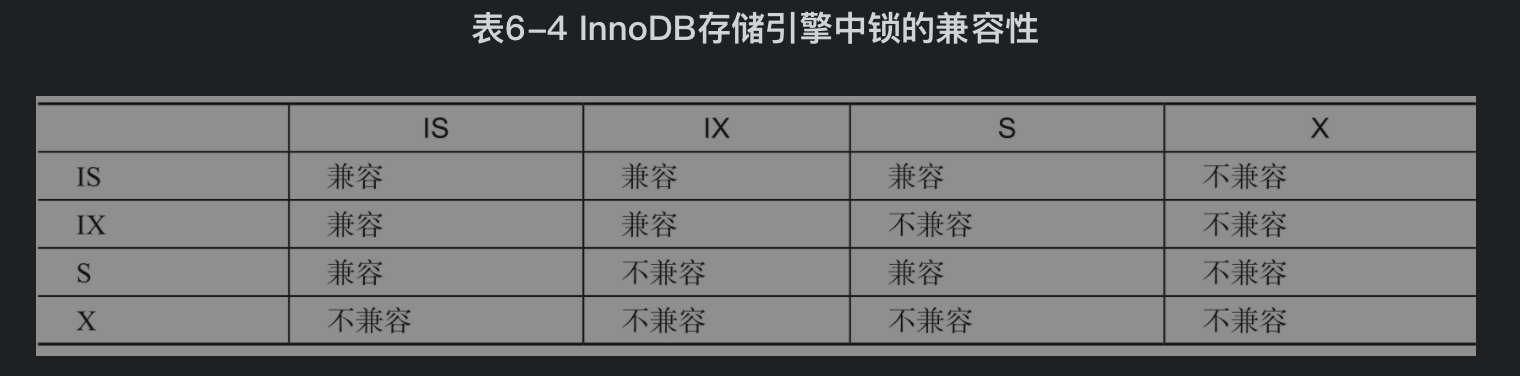 表6-4 InnoDB存储引擎中锁的兼容性
IS IX S X
IS 兼容 兼容 兼容 不兼容
IX 兼容 兼容 不兼容 不兼容
S 兼容 不兼容 兼容 不兼容
X 不兼容 不兼容 不兼容 不兼容